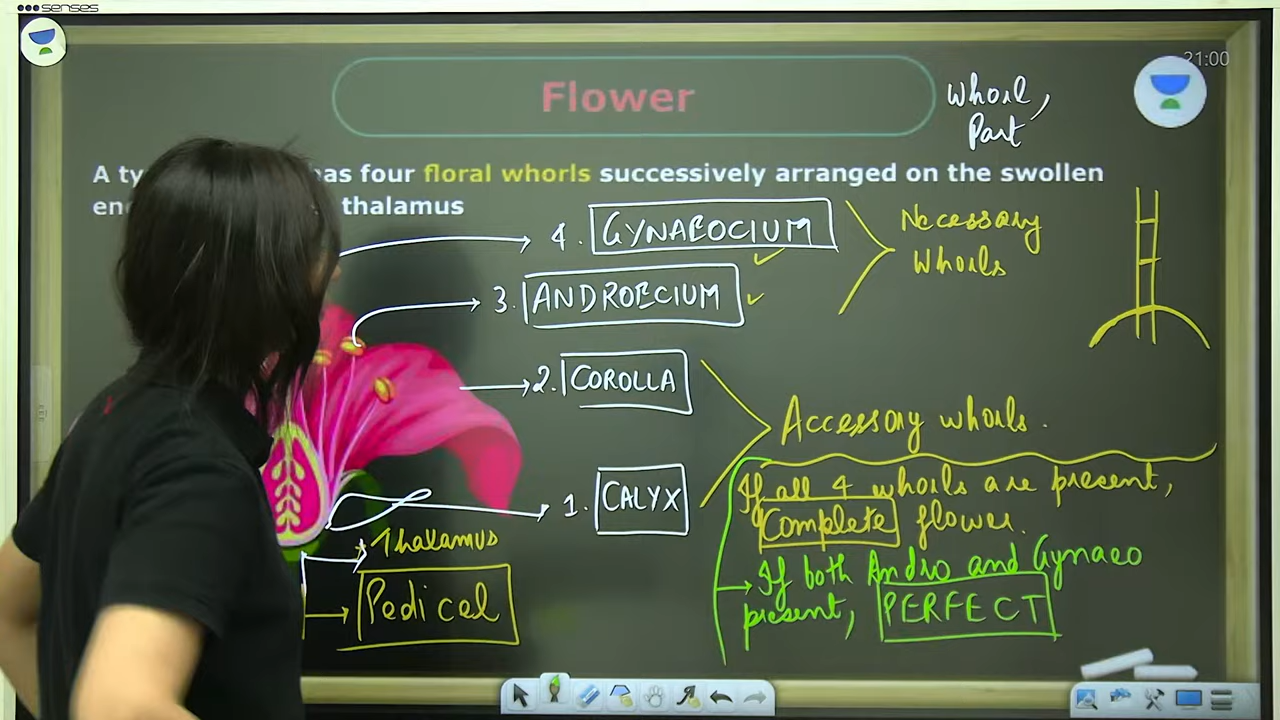 senses
21:00
Flower
Whorl,
Part
A ty as four floral whorls successively arranged on the swollen
en thalamus
4. GYNAEOCIUM
Necessary
Whorls
3. ANDROECIUM
2. COROLLA
Accessory whorls.
1. CALYX
If all 4 whorls are present,
Complete flower.
Thalamus
Pedicel
If both Andro and Gynaeo
present, PERFECT